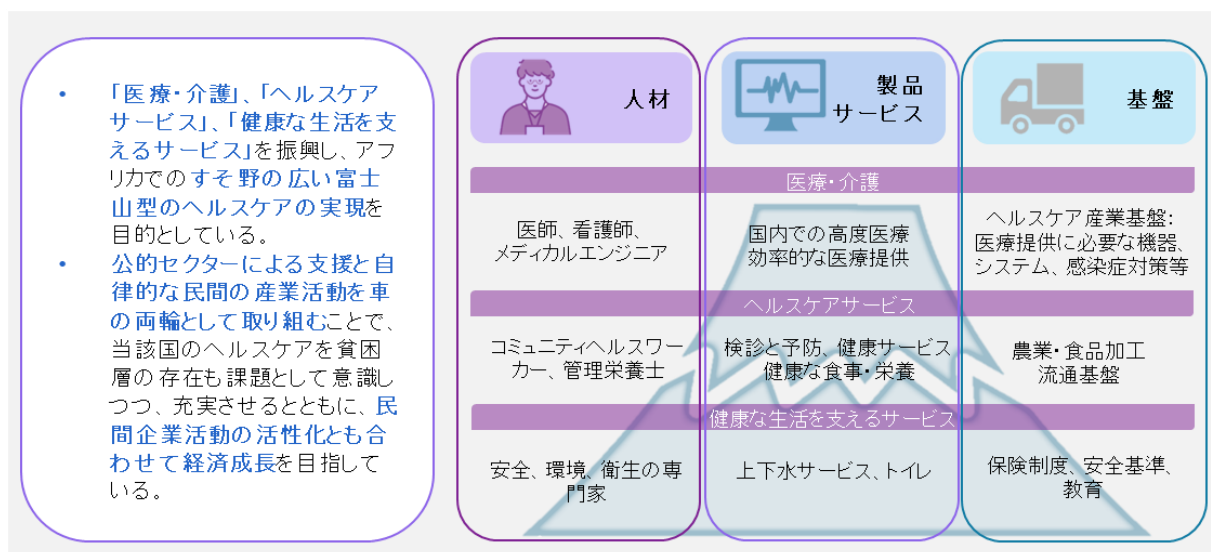 • 「医療・介護」、「ヘルスケア
サービス」、「健康な生活を支
えるサービス」を振興し、アフ
リカでのすそ野の広い富士
山型のヘルスケアの実現を
目的としている。
• 公的セクターによる支援と自
律的な民間の産業活動を車
の両輪として取り組むことで、
当該国のヘルスケアを貧困
層の存在も課題として意識し
つつ、充実させるとともに、民
間企業活動の活性化とも合
わせて経済成長を目指して
いる。
人材
製品
サービス
基盤
医療・介護
医師、看護師、
メディカルエンジニア
国内での高度医療
効率的な医療提供
ヘルスケア産業基盤:
医療提供に必要な機器、
システム、感染症対策等
ヘルスケアサービス
コミュニティヘルスワー
カー、管理栄養士
検診と予防、健康サービス
健康な食事・栄養
農業・食品加工
流通基盤
健康な生活を支えるサービス
安全、環境、衛生の専
門家
上下水サービス、トイレ
保険制度、安全基準、
教育